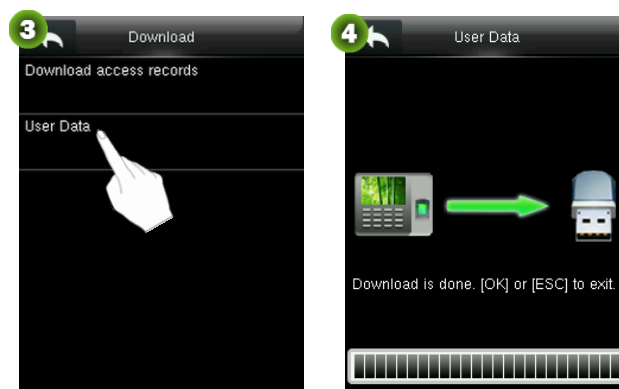 3
Download
Download access records
User Data
4
User Data
Download is done. [OK] or [ESC] to exit.